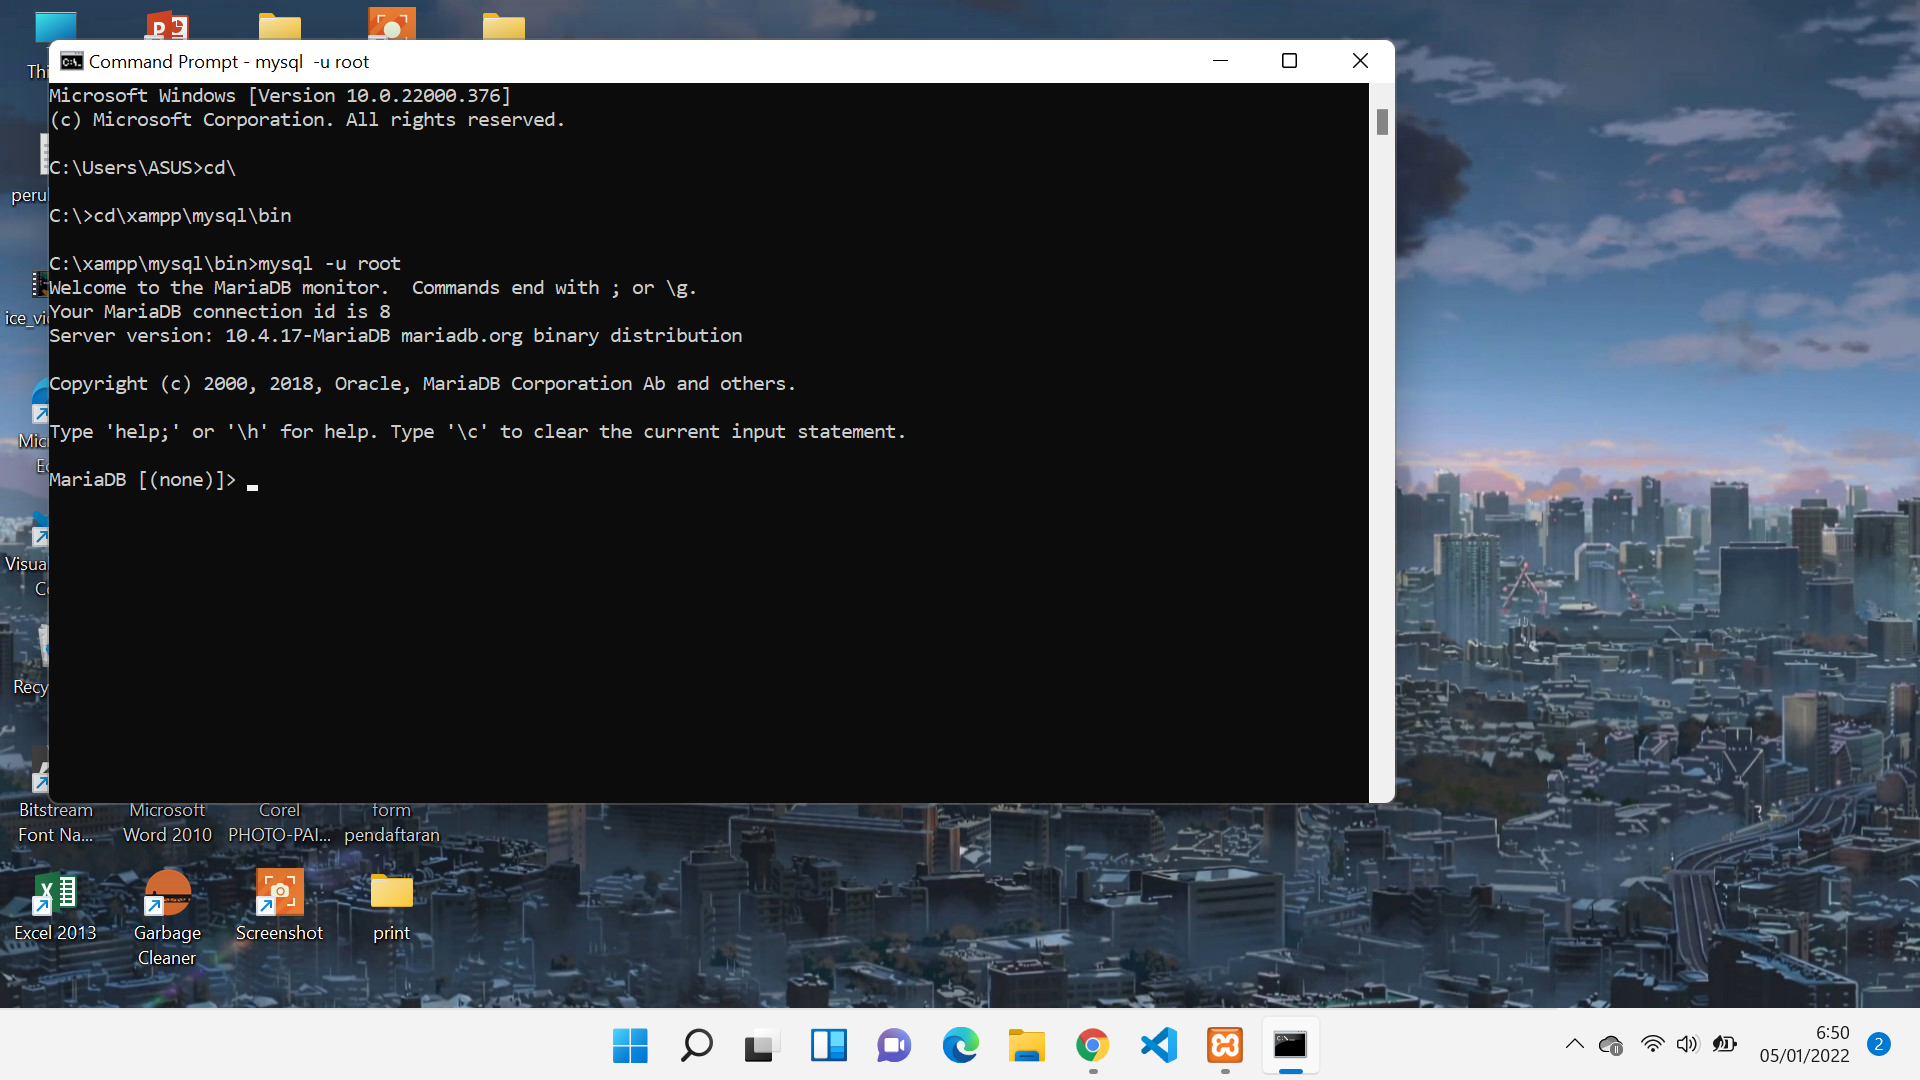 Command Prompt - mysql  -u root
Microsoft Windows [Version 10.0.22000.376]
(c) Microsoft Corporation. All rights reserved.
C:\Users\ASUS>cd\
C:\>cd\xampp\mysql\bin
C:\xampp\mysql\bin>mysql -u root
Welcome to the MariaDB monitor.  Commands end with ; or \g.
Your MariaDB connection id is 8
Server version: 10.4.17-MariaDB mariadb.org binary distribution
Copyright (c) 2000, 2018, Oracle, MariaDB Corporation Ab and others.
Type 'help;' or '\h' for help. Type '\c' to clear the current input statement.
MariaDB [(none)]>
Thi
peru
ice_vi
Mic
Ec
Visua
Co
Recy
Bitstream
Font Na...
Microsoft
Word 2010
Corel
PHOTO-PAI...
form
pendaftaran
Excel 2013
Garbage
Cleaner
Screenshot
print
6:50
05/01/2022
2